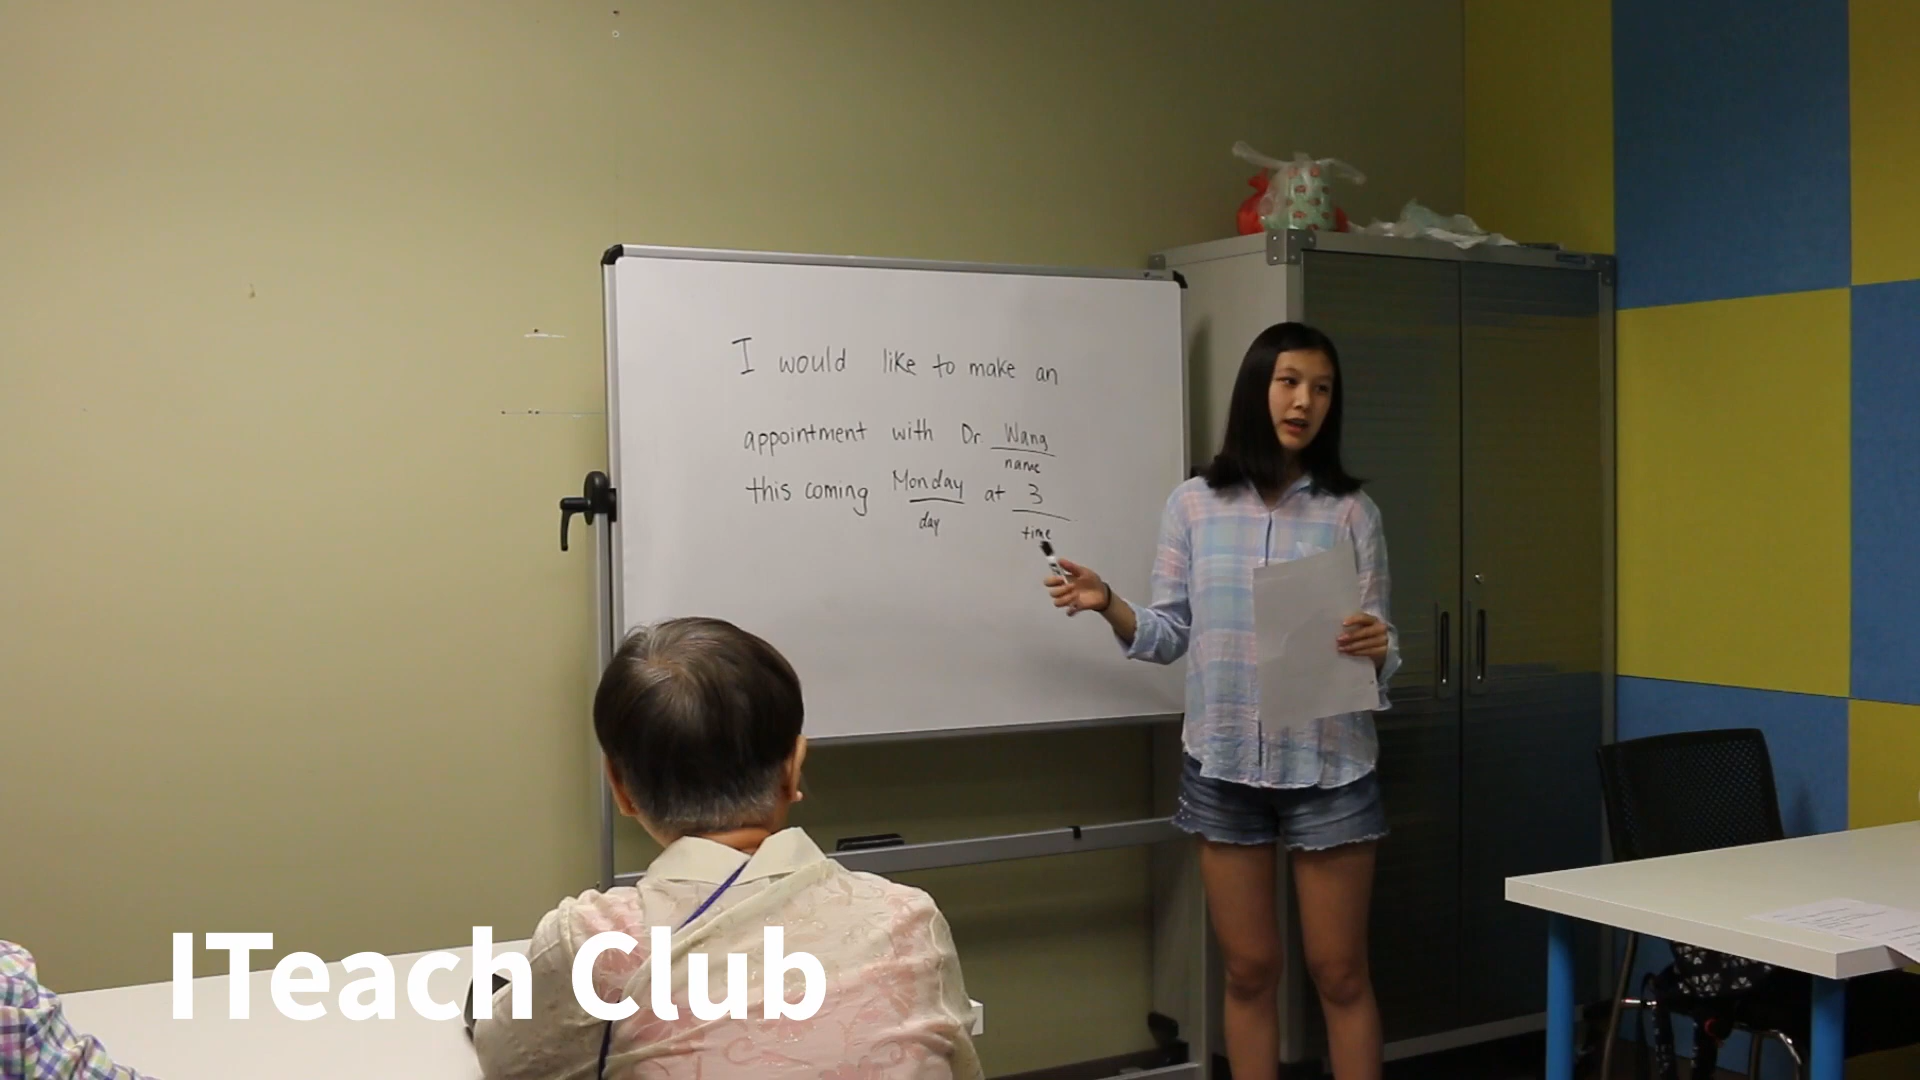 I would like to make an
appointment with Dr. Wang
name
this coming Monday at 3
day time
ITeach Club